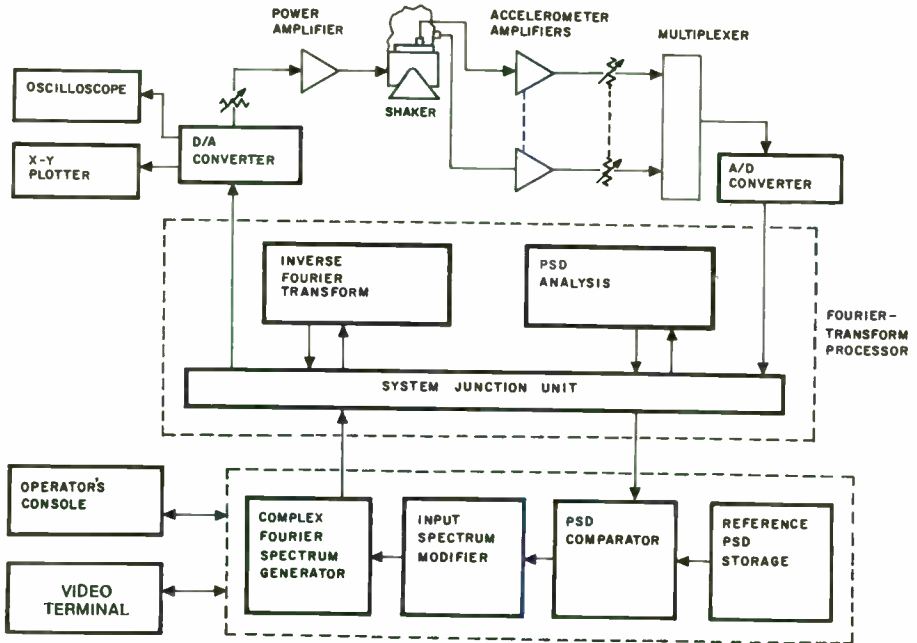 POWER
AMPLIFIER
ACCELEROMETER
AMPLIFIERS
MULTIPLEXER
OSCILLOSCOPE
SHAKER
D/A
CONVERTER
X-Y
PLOTTER
A/D
CONVERTER
INVERSE
FOURIER
TRANSFORM
PSD
ANALYSIS
FOURIER-
TRANSFORM
PROCESSOR
SYSTEM JUNCTION UNIT
OPERATOR'S
CONSOLE
COMPLEX
FOURIER
SPECTRUM
GENERATOR
INPUT
SPECTRUM
MODIFIER
PSD
COMPARATOR
REFERENCE
PSD
STORAGE
VIDEO
TERMINAL